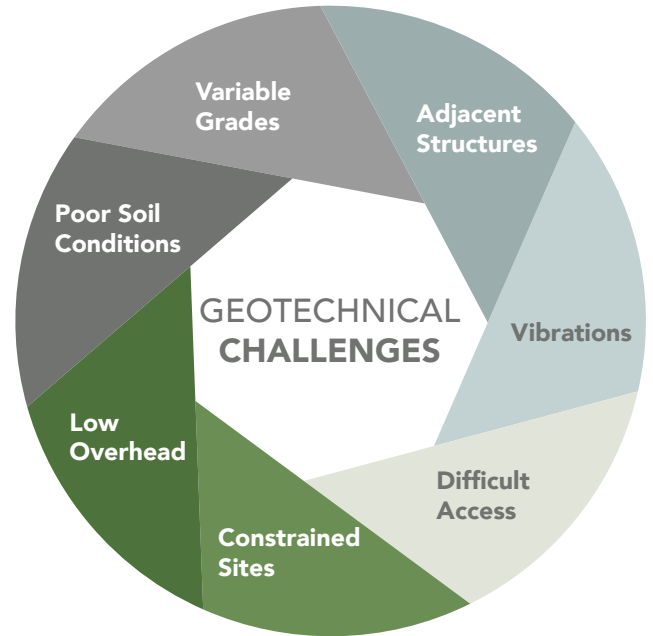 Variable
Grades
Adjacent
Structures
Poor Soil
Conditions
GEOTECHNICAL
CHALLENGES
Vibrations
Low
Overhead
Difficult
Access
Constrained
Sites